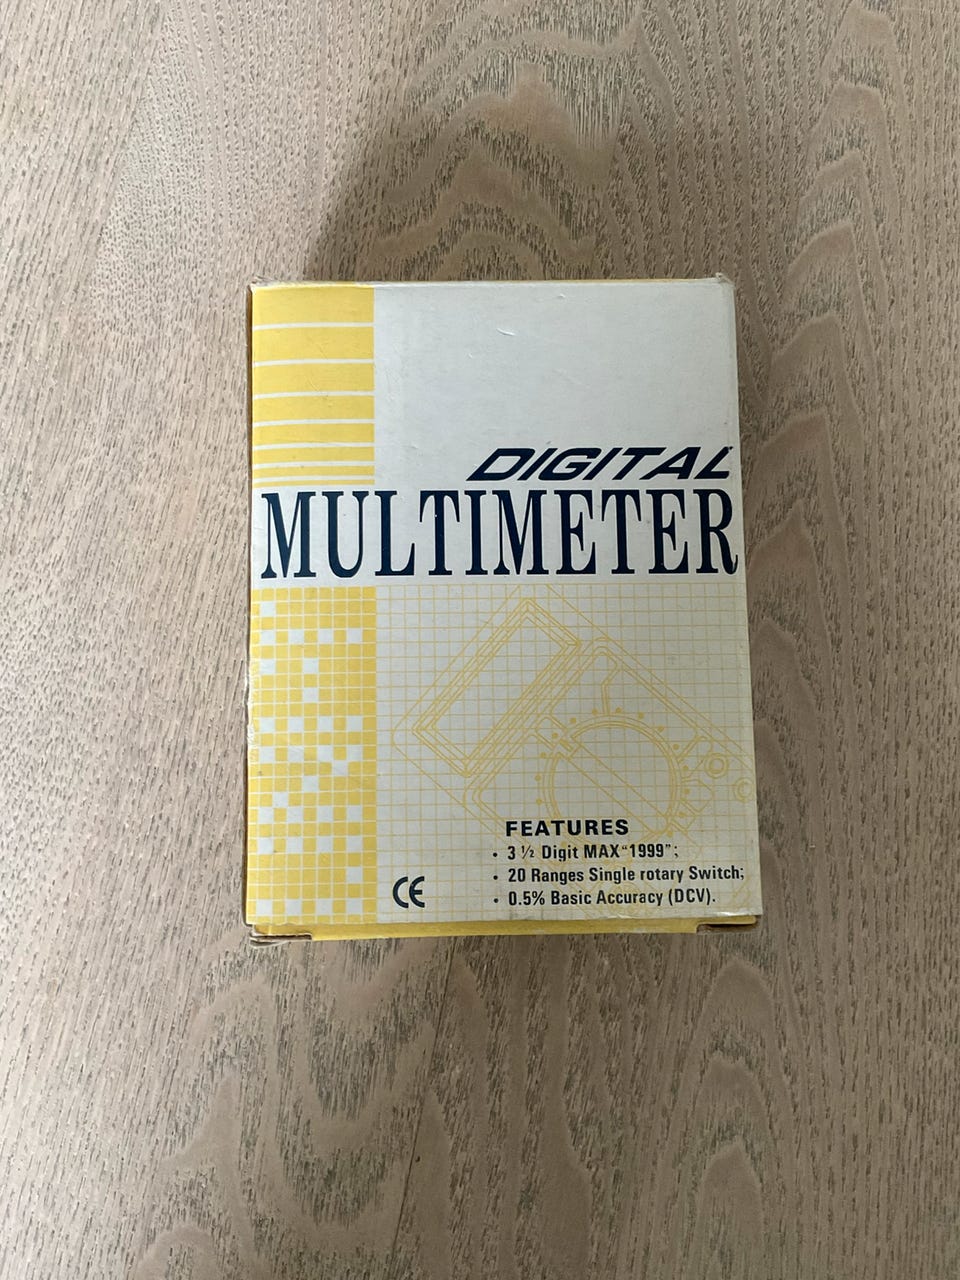 DIGITAL
MULTIMETER
FEATURES
• 3 ½ Digit MAX “1999”;
• 20 Ranges Single rotary Switch;
• 0.5% Basic Accuracy (DCV).
CE